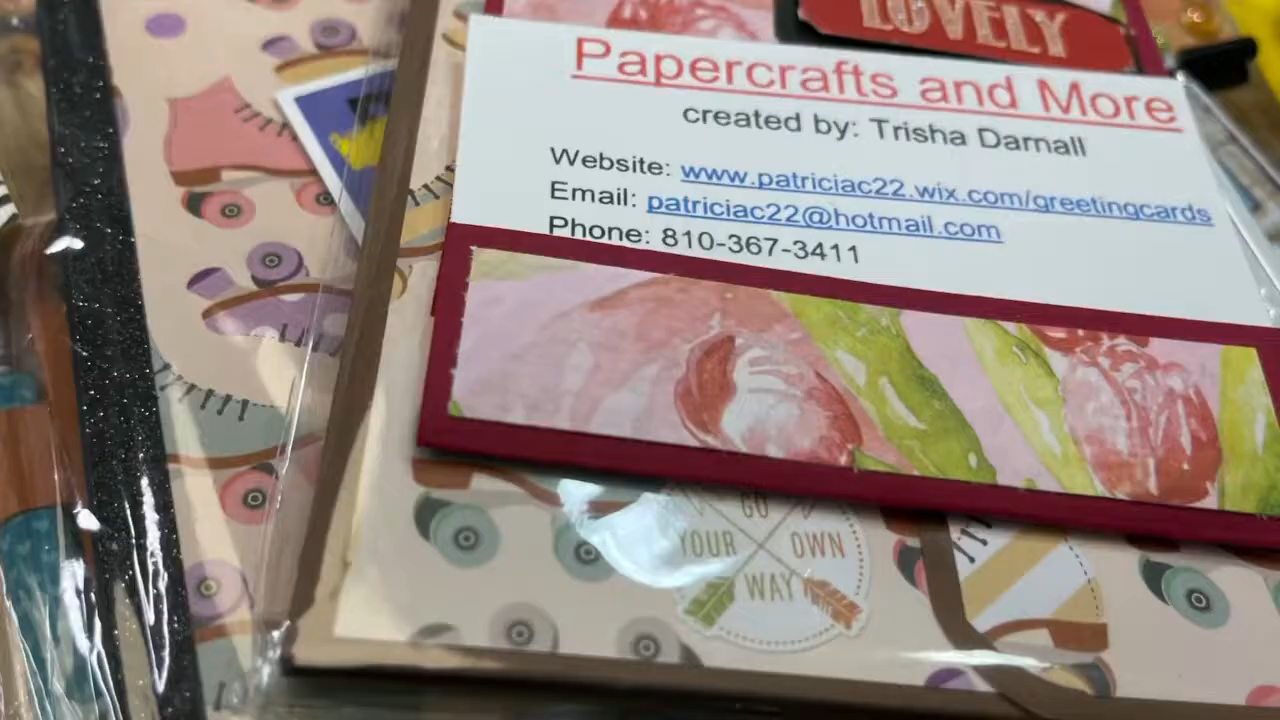 LOVELY
Papercrafts and More
created by: Trisha Darnall
Website: www.patriciac22.wix.com/greetingcards
Email: patriciac22@hotmail.com
Phone: 810-367-3411
GO
YOUR OWN
WAY